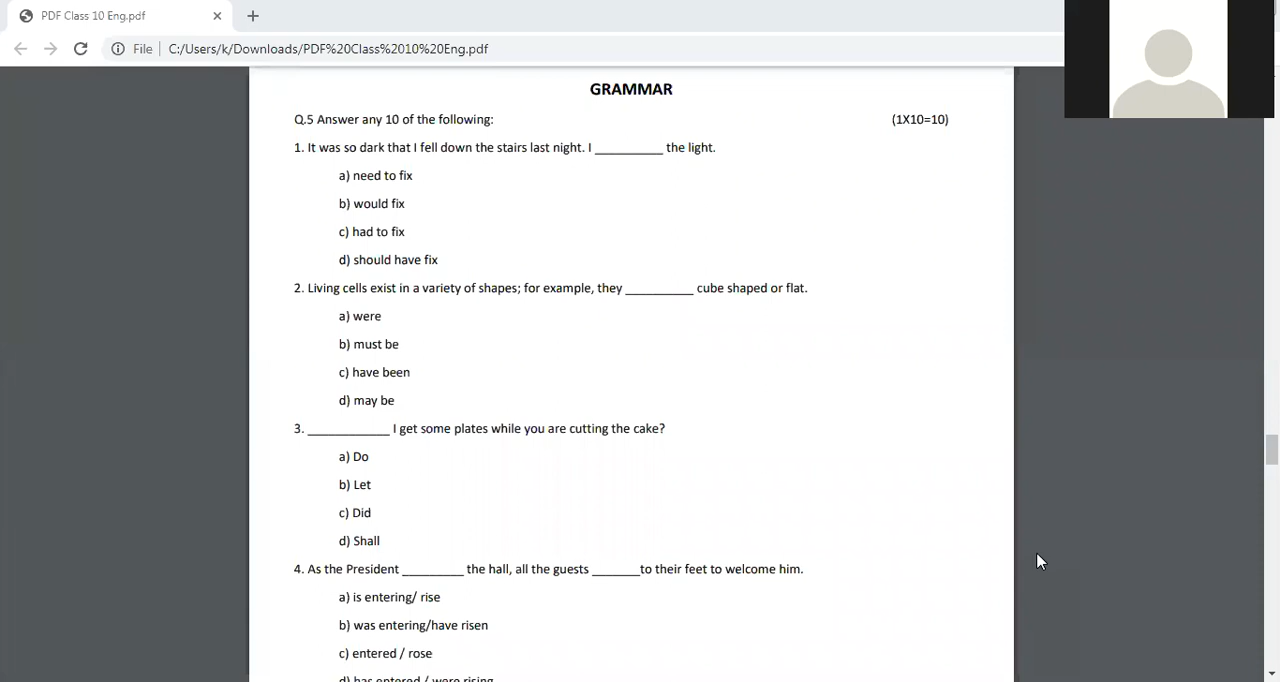 PDF Class 10 Eng.pdf
File | C:/Users/k/Downloads/PDF%20Class%2010%20Eng.pdf
GRAMMAR
Q.5 Answer any 10 of the following: (1X10=10)
1. It was so dark that I fell down the stairs last night. I __________ the light.
a) need to fix
b) would fix
c) had to fix
d) should have fix
2. Living cells exist in a variety of shapes; for example, they __________ cube shaped or flat.
a) were
b) must be
c) have been
d) may be
3. ____________ I get some plates while you are cutting the cake?
a) Do
b) Let
c) Did
d) Shall
4. As the President _________ the hall, all the guests _______to their feet to welcome him.
a) is entering/ rise
b) was entering/have risen
c) entered / rose
d) has entered / were rising